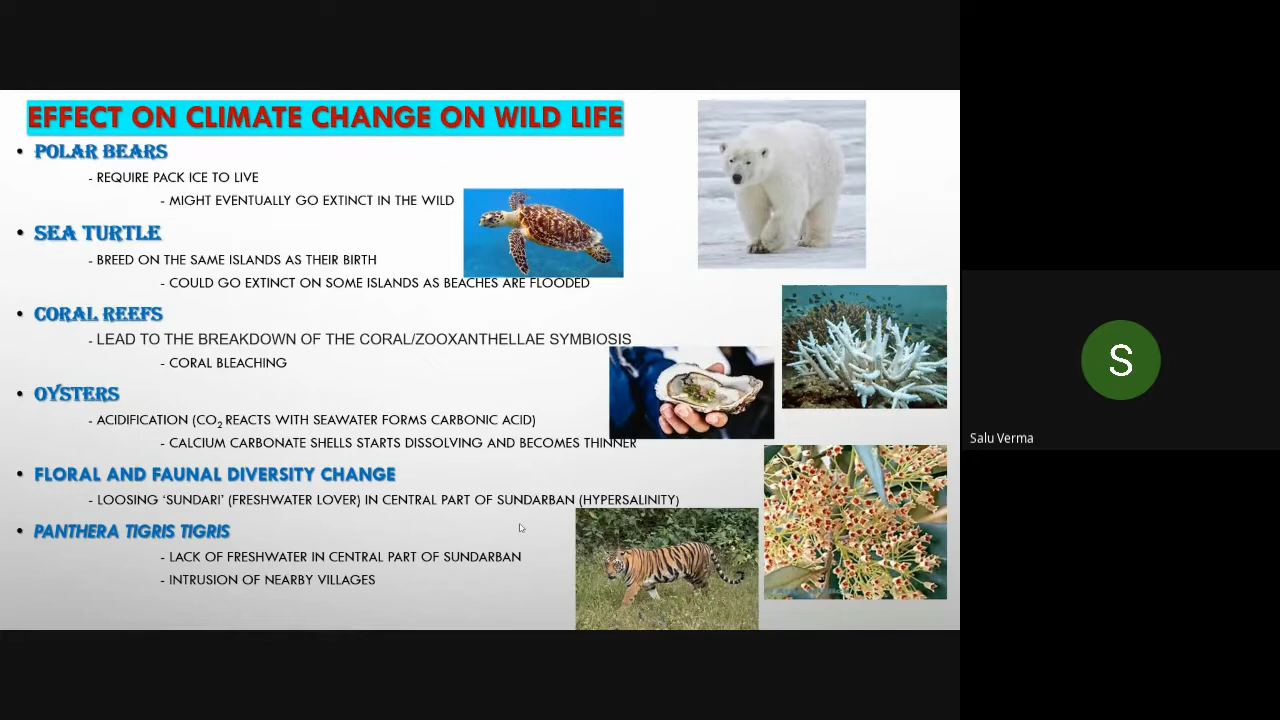 EFFECT ON CLIMATE CHANGE ON WILD LIFE
• POLAR BEARS
- REQUIRE PACK ICE TO LIVE
- MIGHT EVENTUALLY GO EXTINCT IN THE WILD
• SEA TURTLE
- BREED ON THE SAME ISLANDS AS THEIR BIRTH
- COULD GO EXTINCT ON SOME ISLANDS AS BEACHES ARE FLOODED
• CORAL REEFS
- LEAD TO THE BREAKDOWN OF THE CORAL/ZOOXANTHELLAE SYMBIOSIS
- CORAL BLEACHING
• OYSTERS
- ACIDIFICATION (CO₂ REACTS WITH SEAWATER FORMS CARBONIC ACID)
- CALCIUM CARBONATE SHELLS STARTS DISSOLVING AND BECOMES THINNER
• FLORAL AND FAUNAL DIVERSITY CHANGE
- LOOSING ‘SUNDARI’ (FRESHWATER LOVER) IN CENTRAL PART OF SUNDARBAN (HYPERSALINITY)
• PANTHERA TIGRIS TIGRIS
- LACK OF FRESHWATER IN CENTRAL PART OF SUNDARBAN
- INTRUSION OF NEARBY VILLAGES
S
Salu Verma